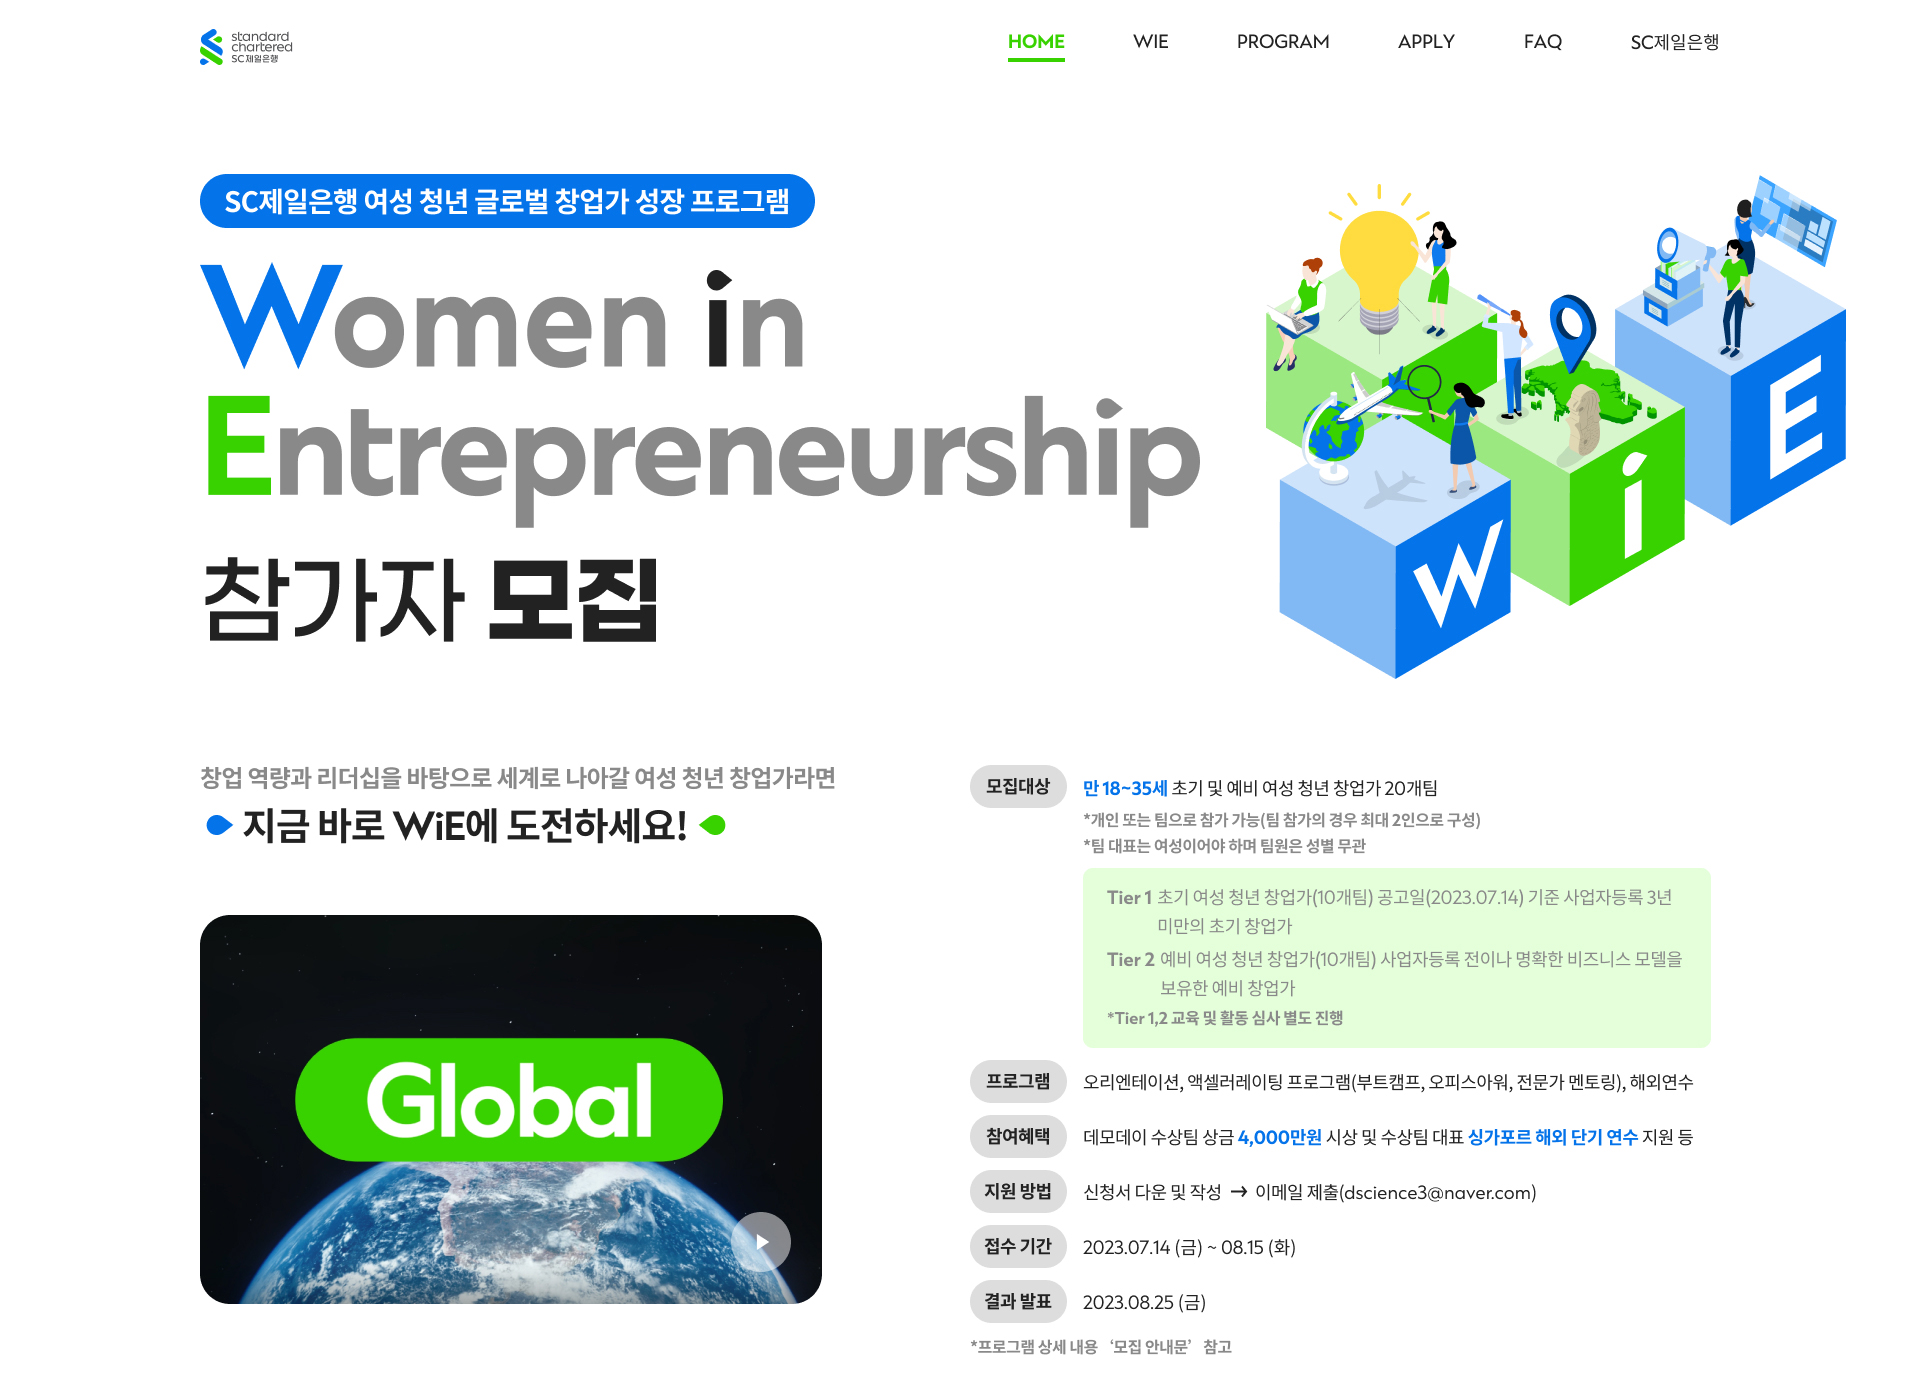 standard
chartered
SC제일은행
HOME WIE PROGRAM APPLY FAQ SC제일은행
SC제일은행 여성 청년 글로벌 창업가 성장 프로그램
Women in
Entrepreneurship
참가자 모집
W i E
창업 역량과 리더십을 바탕으로 세계로 나아갈 여성 청년 창업가라면
지금 바로 WiE에 도전하세요!
Global
모집대상 만 18~35세 초기 및 예비 여성 청년 창업가 20개팀
*개인 또는 팀으로 참가 가능(팀 참가의 경우 최대 2인으로 구성)
*팀 대표는 여성이어야 하며 팀원은 성별 무관
Tier 1 초기 여성 청년 창업가(10개팀) 공고일(2023.07.14) 기준 사업자등록 3년
미만의 초기 창업가
Tier 2 예비 여성 청년 창업가(10개팀) 사업자등록 전이나 명확한 비즈니스 모델을
보유한 예비 창업가
*Tier 1,2 교육 및 활동 심사 별도 진행
프로그램 오리엔테이션, 액셀러레이팅 프로그램(부트캠프, 오피스아워, 전문가 멘토링), 해외연수
참여혜택 데모데이 수상팀 상금 4,000만원 시상 및 수상팀 대표 싱가포르 해외 단기 연수 지원 등
지원 방법 신청서 다운 및 작성 → 이메일 제출(dscience3@naver.com)
접수 기간 2023.07.14 (금) ~ 08.15 (화)
결과 발표 2023.08.25 (금)
*프로그램 상세 내용 ‘모집 안내문’ 참고